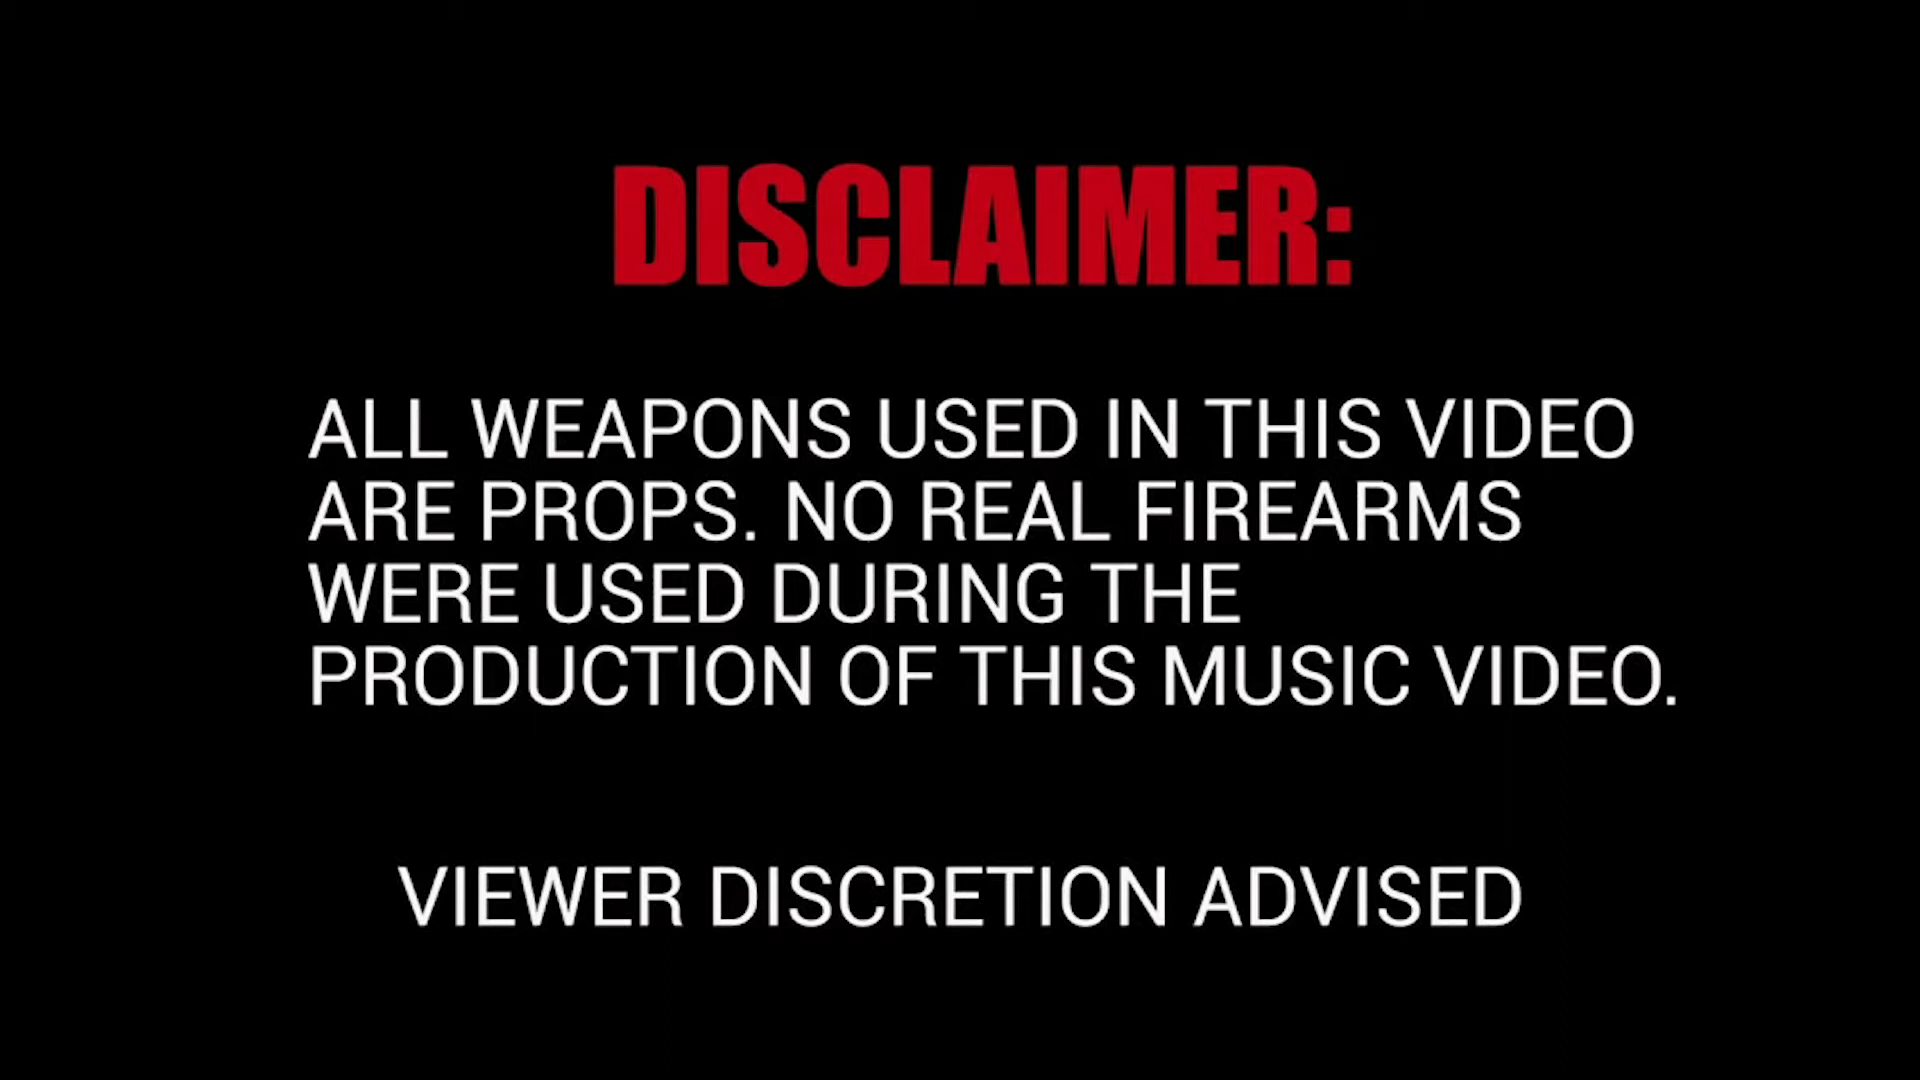 DISCLAIMER:
ALL WEAPONS USED IN THIS VIDEO
ARE PROPS. NO REAL FIREARMS
WERE USED DURING THE
PRODUCTION OF THIS MUSIC VIDEO.
VIEWER DISCRETION ADVISED